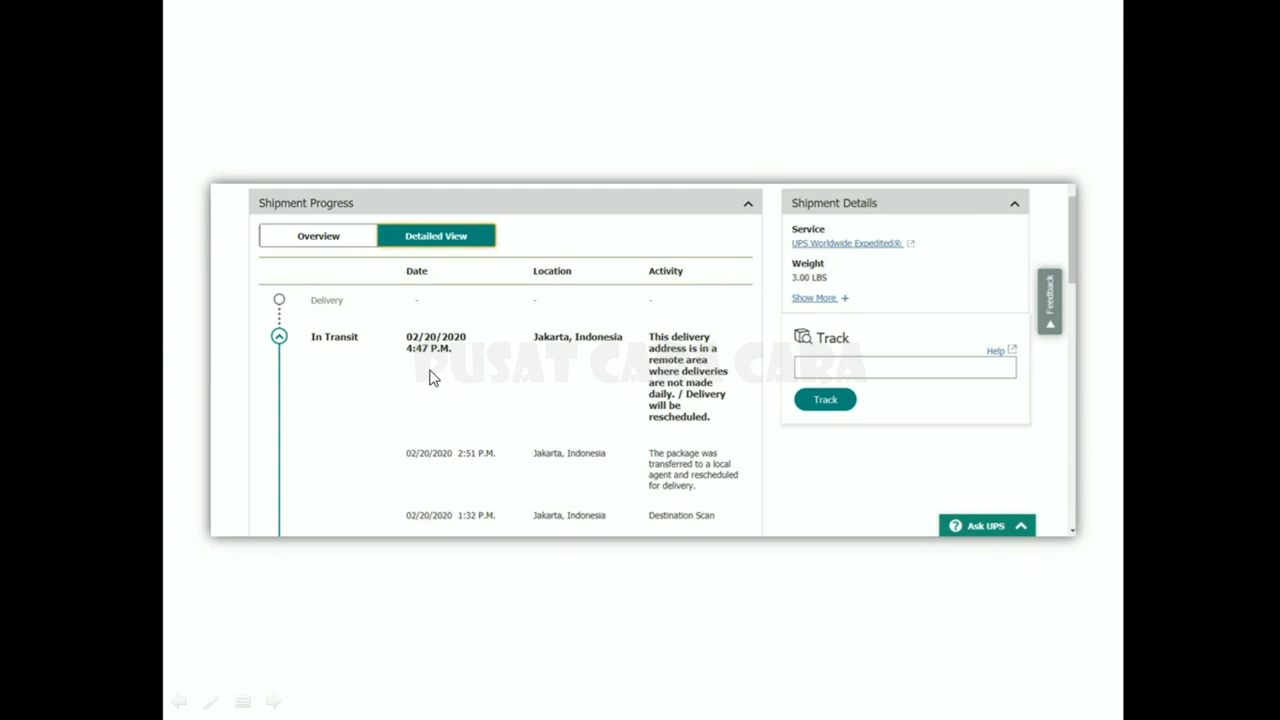 Shipment Progress
Overview
Detailed View
Date
Location
Activity
Delivery
-
-
-
In Transit
02/20/2020
4:47 P.M.
Jakarta, Indonesia
This delivery
address is in a
remote area
where deliveries
are not made
daily. / Delivery
will be
rescheduled.
02/20/2020 2:51 P.M.
Jakarta, Indonesia
The package was
transferred to a local
agent and rescheduled
for delivery.
02/20/2020 1:32 P.M.
Jakarta, Indonesia
Destination Scan
Shipment Details
Service
UPS Worldwide Expedited®
Weight
3.00 LBS
Show More +
Track
Help
Track
Feedback
? Ask UPS
PUSAT CARA CARA